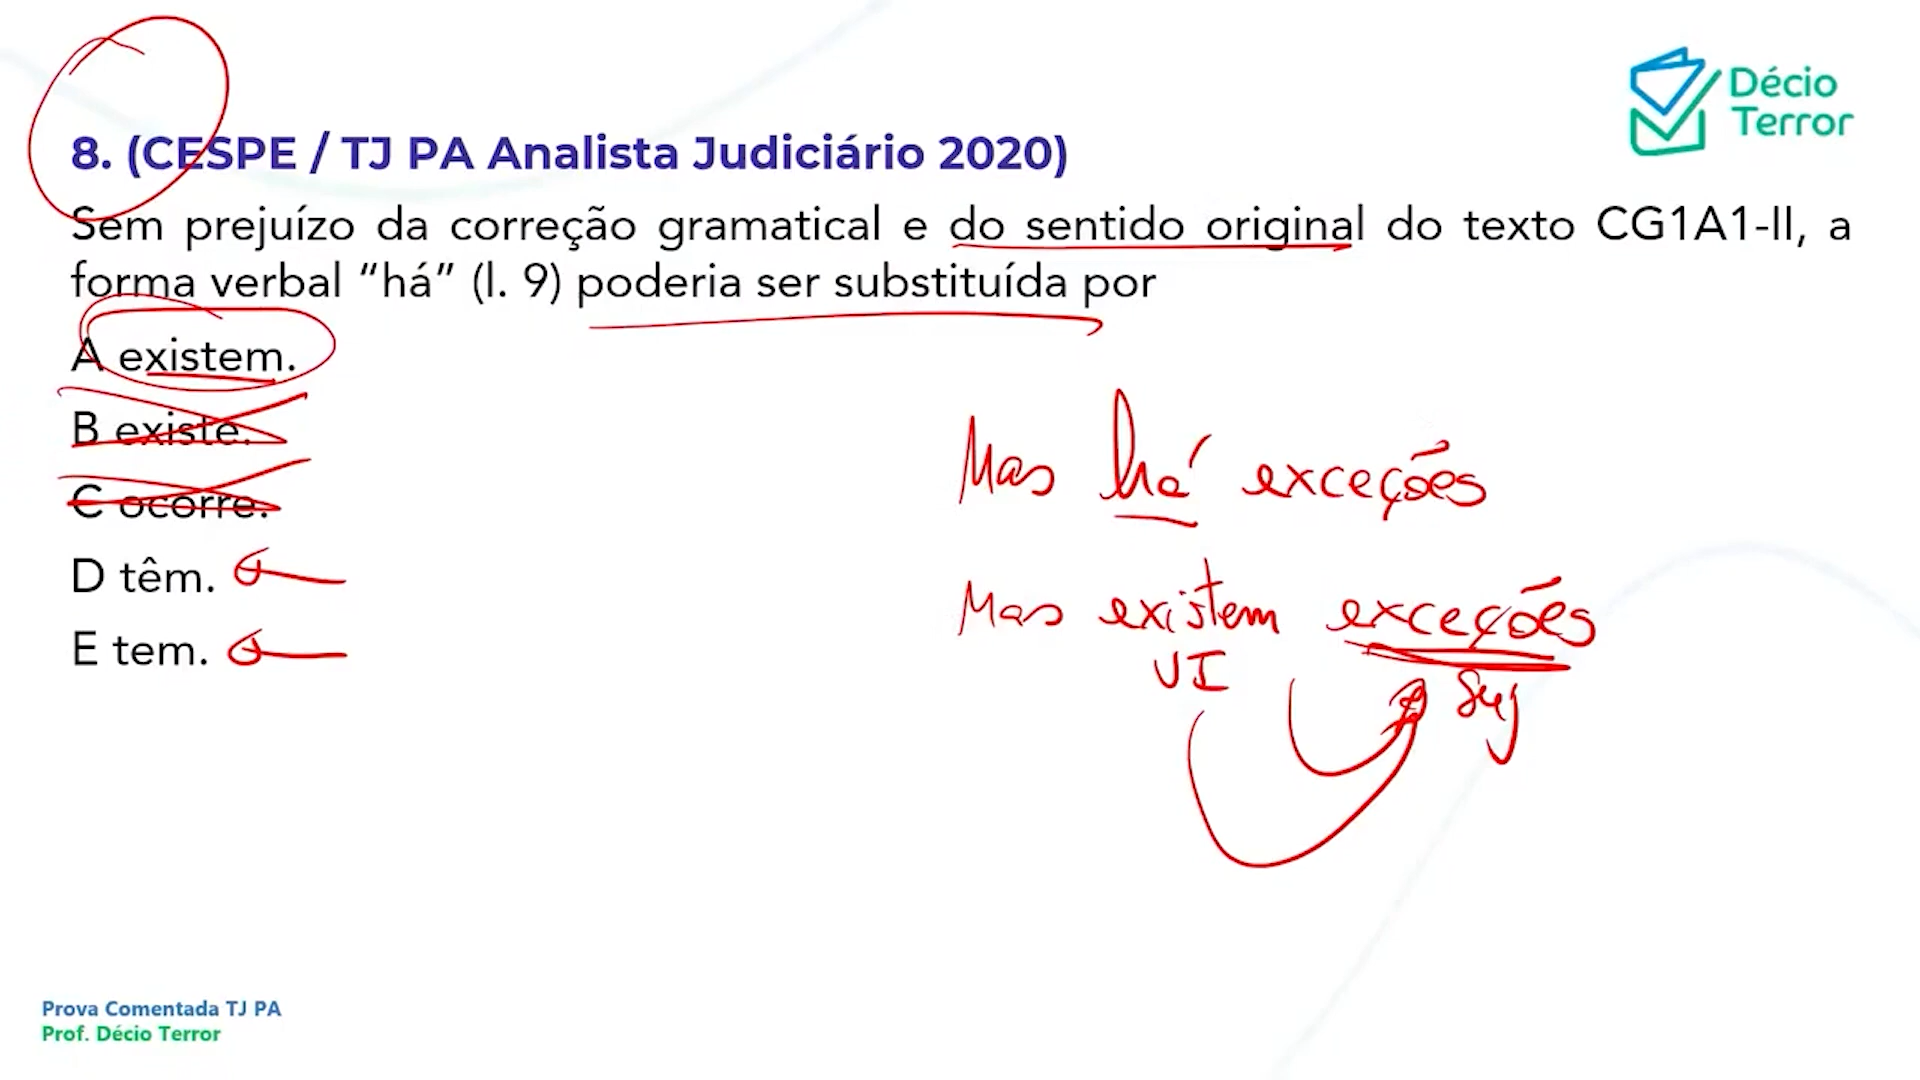 Décio
Terror
8. (CESPE / TJ PA Analista Judiciário 2020)
Sem prejuízo da correção gramatical e do sentido original do texto CG1A1-II, a
forma verbal “há” (l. 9) poderia ser substituída por
A existem.
B existe.
C ocorre.
D têm.
E tem.
Mas há exceções
Mas existem exceções
VI
Suj
Prova Comentada TJ PA
Prof. Décio Terror